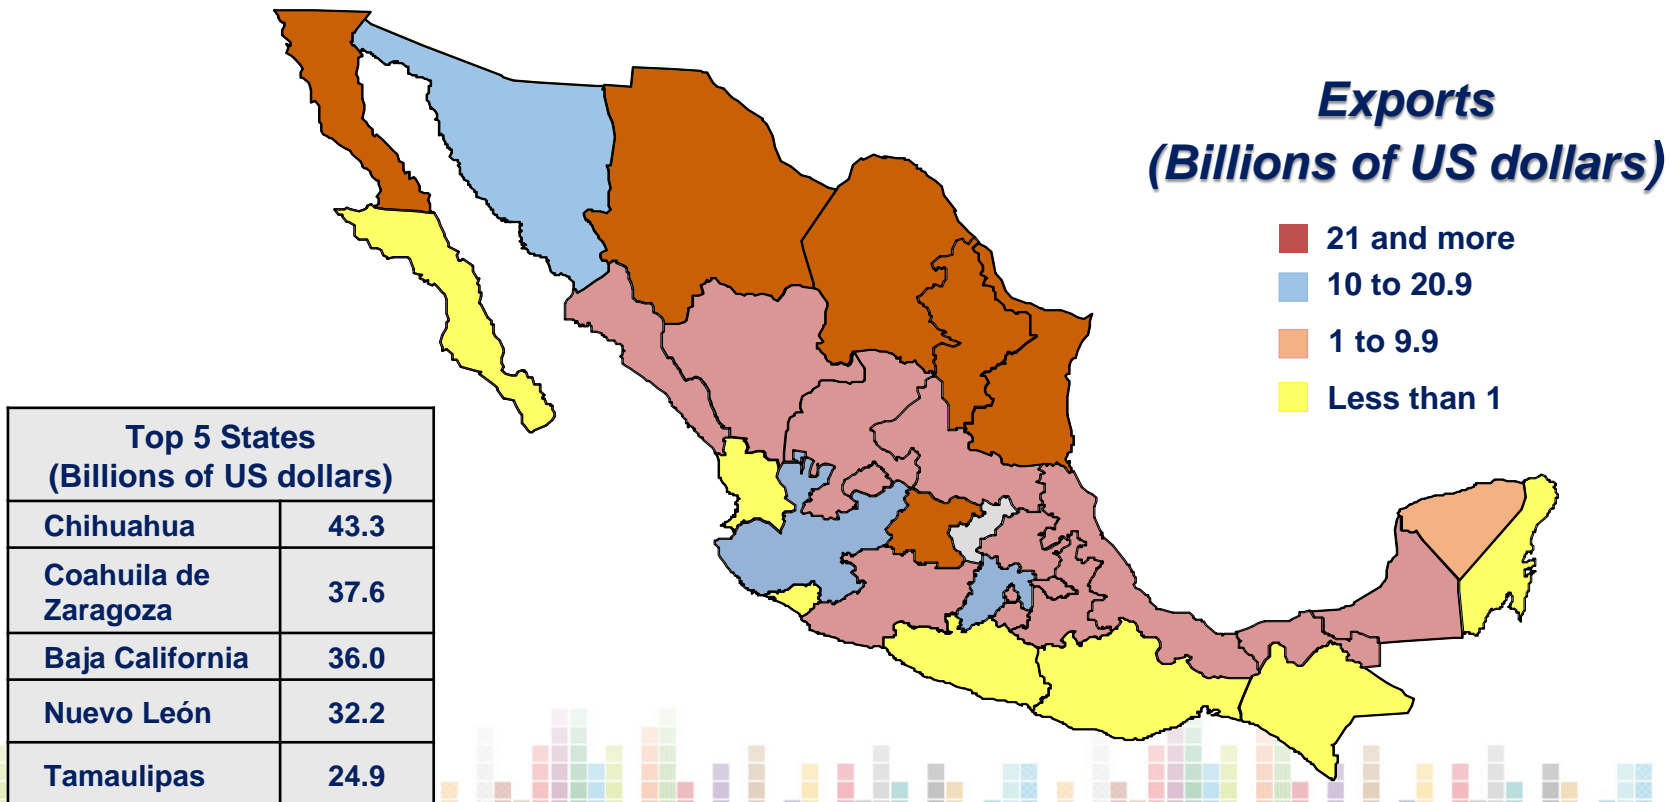 Exports
(Billions of US dollars)
21 and more
10 to 20.9
1 to 9.9
Less than 1
Top 5 States
(Billions of US dollars)
Chihuahua 43.3
Coahuila de
Zaragoza 37.6
Baja California 36.0
Nuevo León 32.2
Tamaulipas 24.9